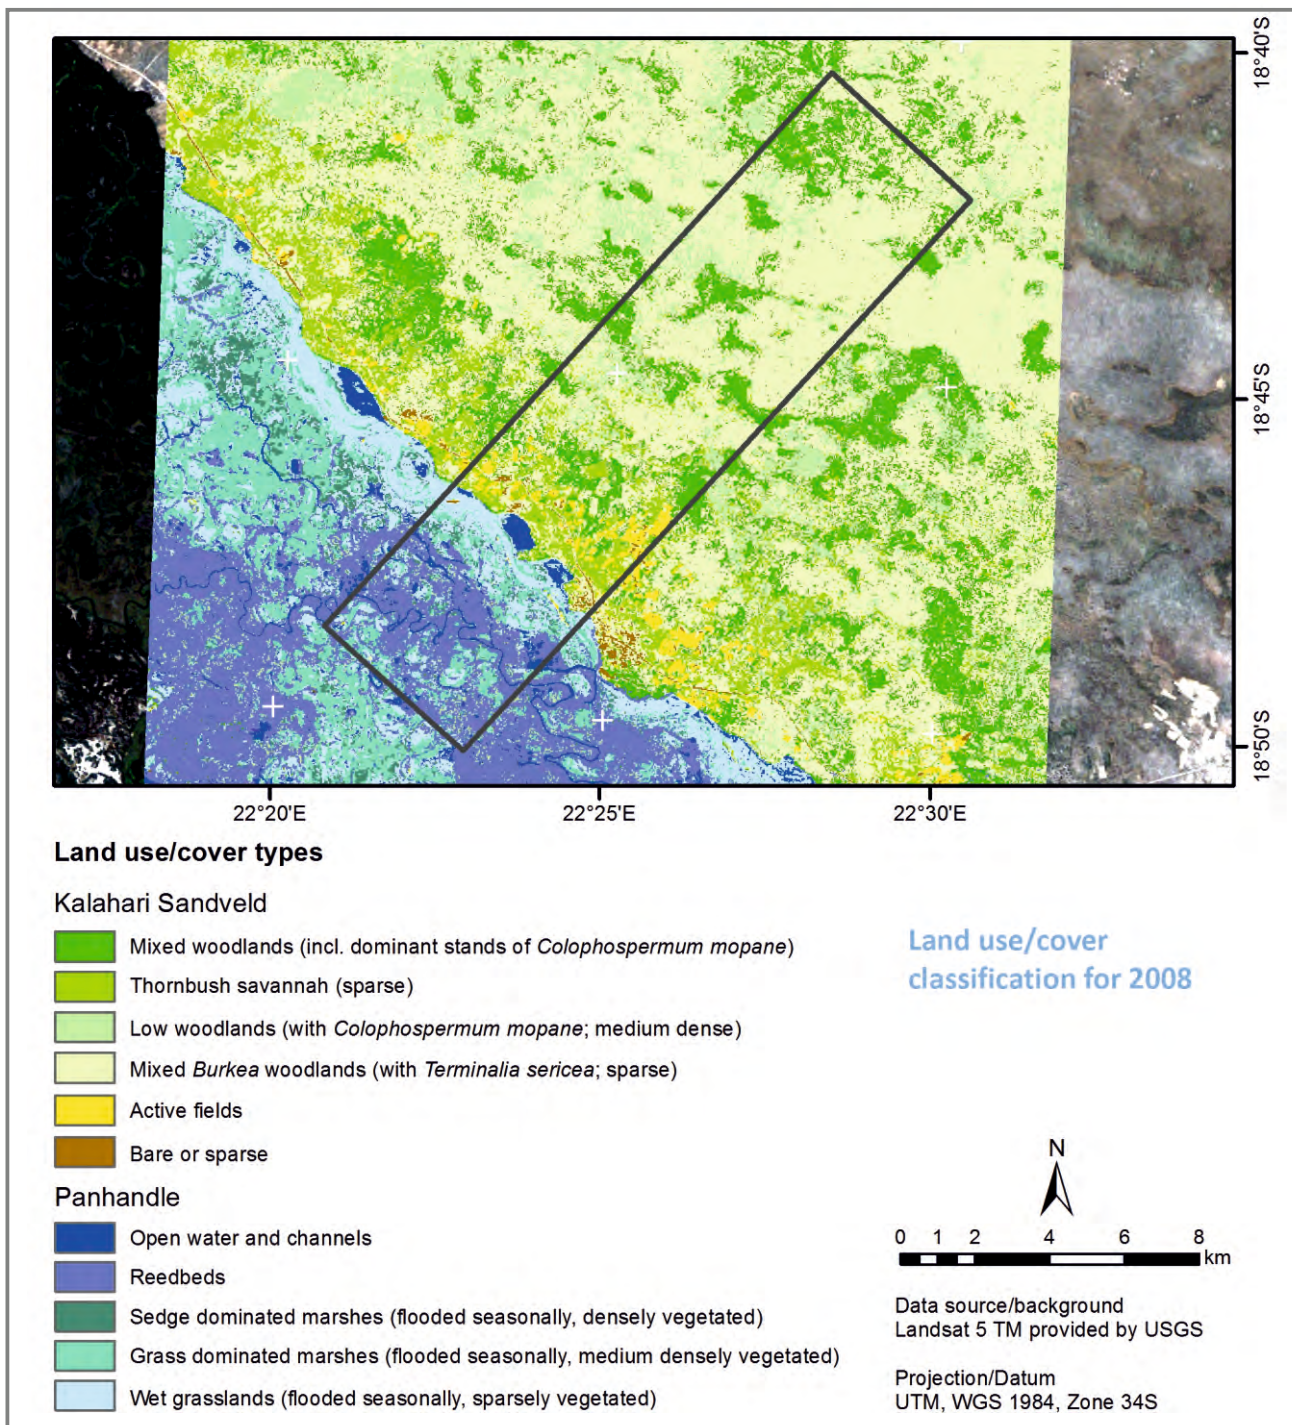 18°40'S
18°45'S
18°50'S
22°20'E
22°25'E
22°30'E
Land use/cover types
Kalahari Sandveld
Mixed woodlands (incl. dominant stands of Colophospermum mopane)
Thornbush savannah (sparse)
Low woodlands (with Colophospermum mopane; medium dense)
Mixed Burkea woodlands (with Terminalia sericea; sparse)
Active fields
Bare or sparse
Panhandle
Open water and channels
Reedbeds
Sedge dominated marshes (flooded seasonally, densely vegetated)
Grass dominated marshes (flooded seasonally, medium densely vegetated)
Wet grasslands (flooded seasonally, sparsely vegetated)
Land use/cover
classification for 2008
N
0 1 2 4 6 8
km
Data source/background
Landsat 5 TM provided by USGS
Projection/Datum
UTM, WGS 1984, Zone 34S